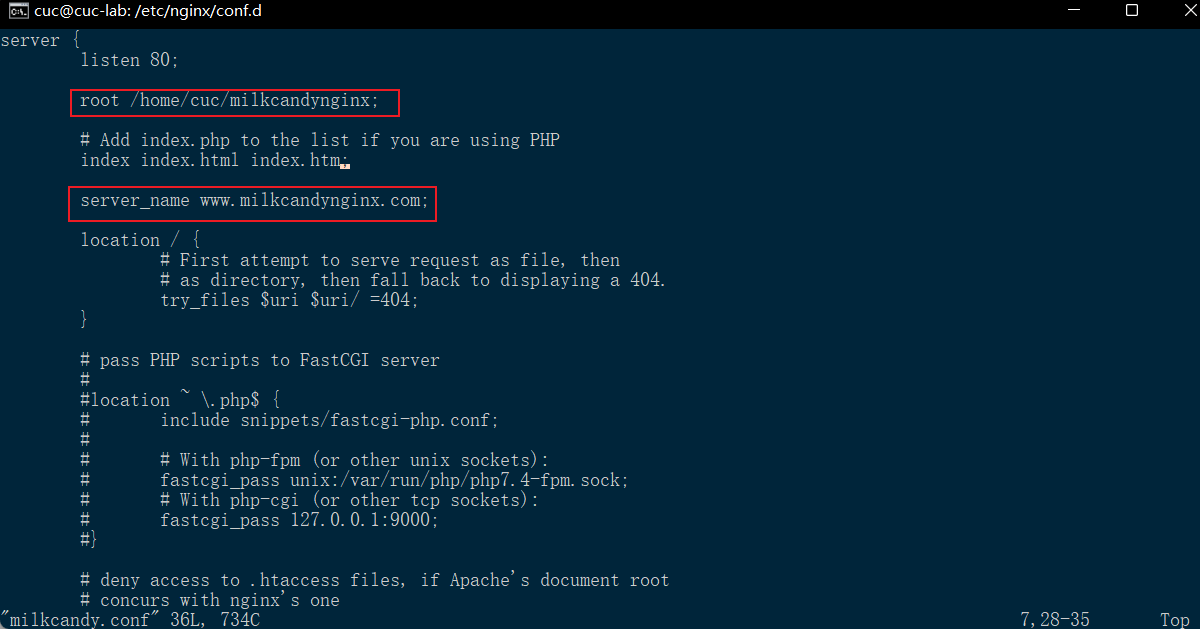 cuc@cuc-lab: /etc/nginx/conf.d
server {
listen 80;
root /home/cuc/milkcandynginx;
# Add index.php to the list if you are using PHP
index index.html index.htm;
server_name www.milkcandynginx.com;
location / {
# First attempt to serve request as file, then
# as directory, then fall back to displaying a 404.
try_files $uri $uri/ =404;
}
# pass PHP scripts to FastCGI server
#
#location ~ \.php$ {
# include snippets/fastcgi-php.conf;
#
# # With php-fpm (or other unix sockets):
# fastcgi_pass unix:/var/run/php/php7.4-fpm.sock;
# # With php-cgi (or other tcp sockets):
# fastcgi_pass 127.0.0.1:9000;
#}
# deny access to .htaccess files, if Apache's document root
# concurs with nginx's one
"milkcandy.conf" 36L, 734C 7,28-35 Top